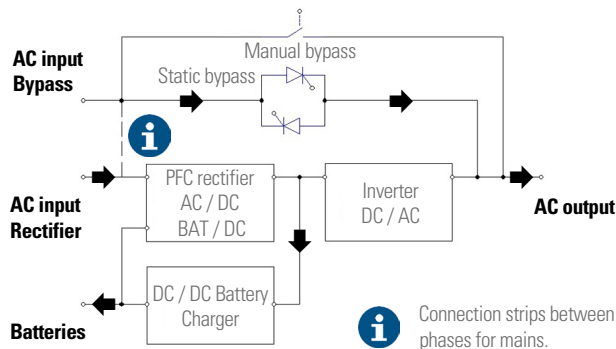 Manual bypass
AC input
Bypass
Static bypass
i
AC input
Rectifier
PFC rectifier
AC / DC
BAT / DC
Inverter
DC / AC
AC output
Batteries
DC / DC Battery
Charger
i
Connection strips between
phases for mains.